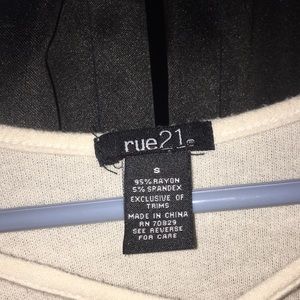 rue21®
S
95% RAYON
5% SPANDEX
EXCLUSIVE OF
TRIMS
MADE IN CHINA
RN 70829
SEE REVERSE
FOR CARE